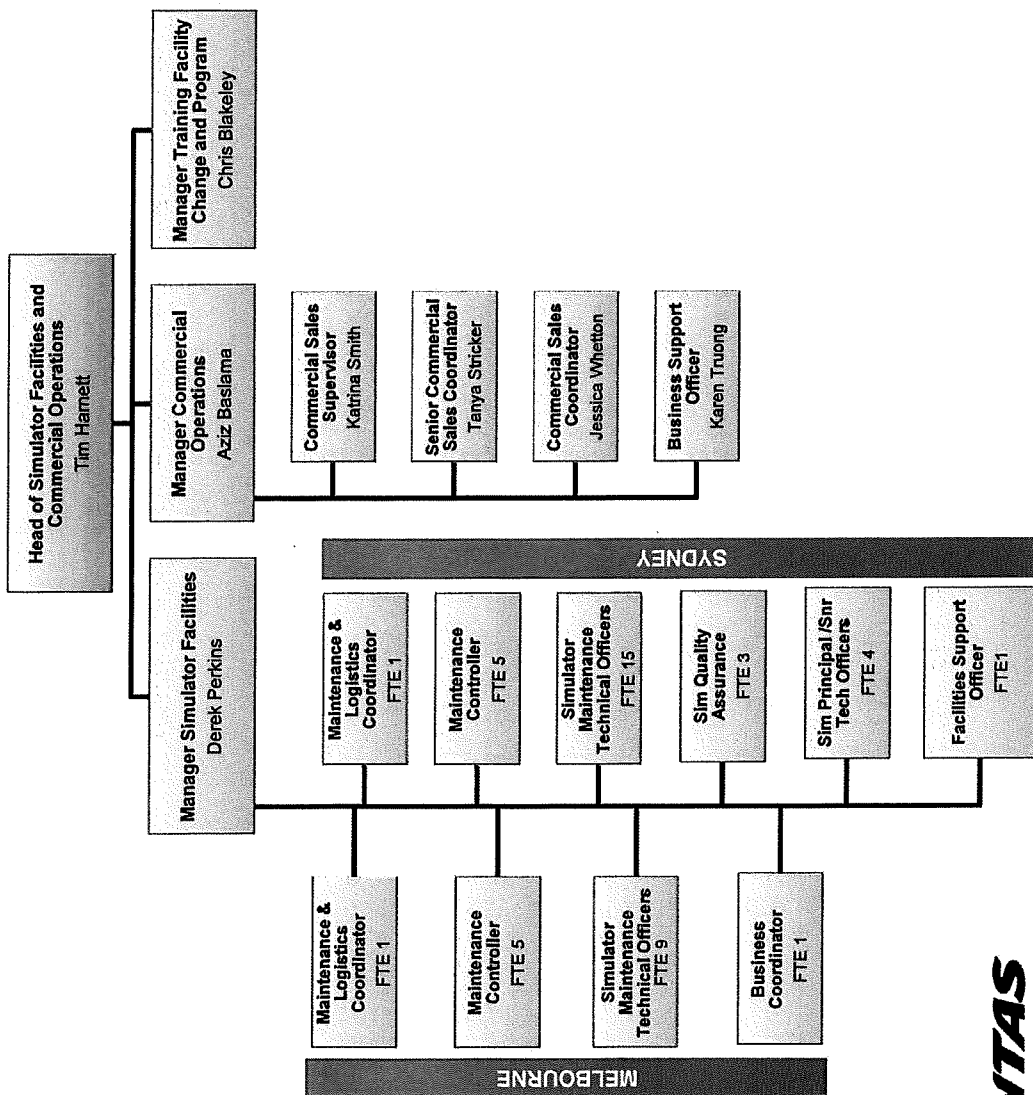 Head of Simulator Facilities and
Commercial Operations
Tim Harnett
Manager Simulator Facilities
Derek Perkins
Manager Commercial
Operations
Aziz Baslama
Manager Training Facility
Change and Program
Chris Blakeley
MELBOURNE
Maintenance &
Logistics
Coordinator
FTE 1
Maintenance
Controller
FTE 5
Simulator
Maintenance
Technical Officers
FTE 9
Business
Coordinator
FTE 1
Maintenance &
Logistics
Coordinator
FTE 1
Maintenance
Controller
FTE 5
Simulator
Maintenance
Technical Officers
FTE 15
Sim Quality
Assurance
FTE 3
Sim Principal /Snr
Tech Officers
FTE 4
Facilities Support
Officer
FTE1
SYDNEY
Commercial Sales
Supervisor
Katrina Smith
Senior Commercial
Sales Coordinator
Tanya Stricker
Commercial Sales
Coordinator
Jessica Whetton
Business Support
Officer
Karen Truong